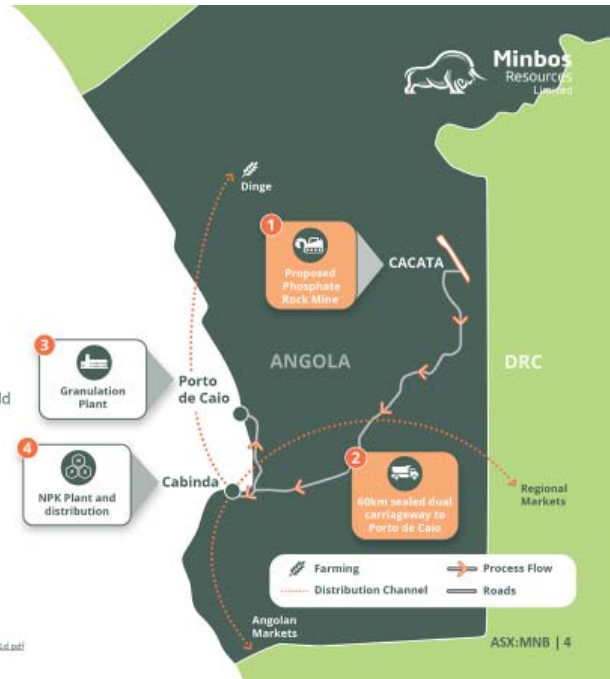 Minbos
Resources
Limited
Dinge
1
Proposed
Phosphate
Rock Mine
CACATA
3
Granulation
Plant
Porto
de Caio
ANGOLA
DRC
ld
4
NPK Plant and
distribution
Cabinda
2
60km sealed dual
carriageway to
Porto de Caio
Regional
Markets
Farming
Process Flow
Distribution Channel
Roads
Angolan
Markets
ASX:MNB | 4